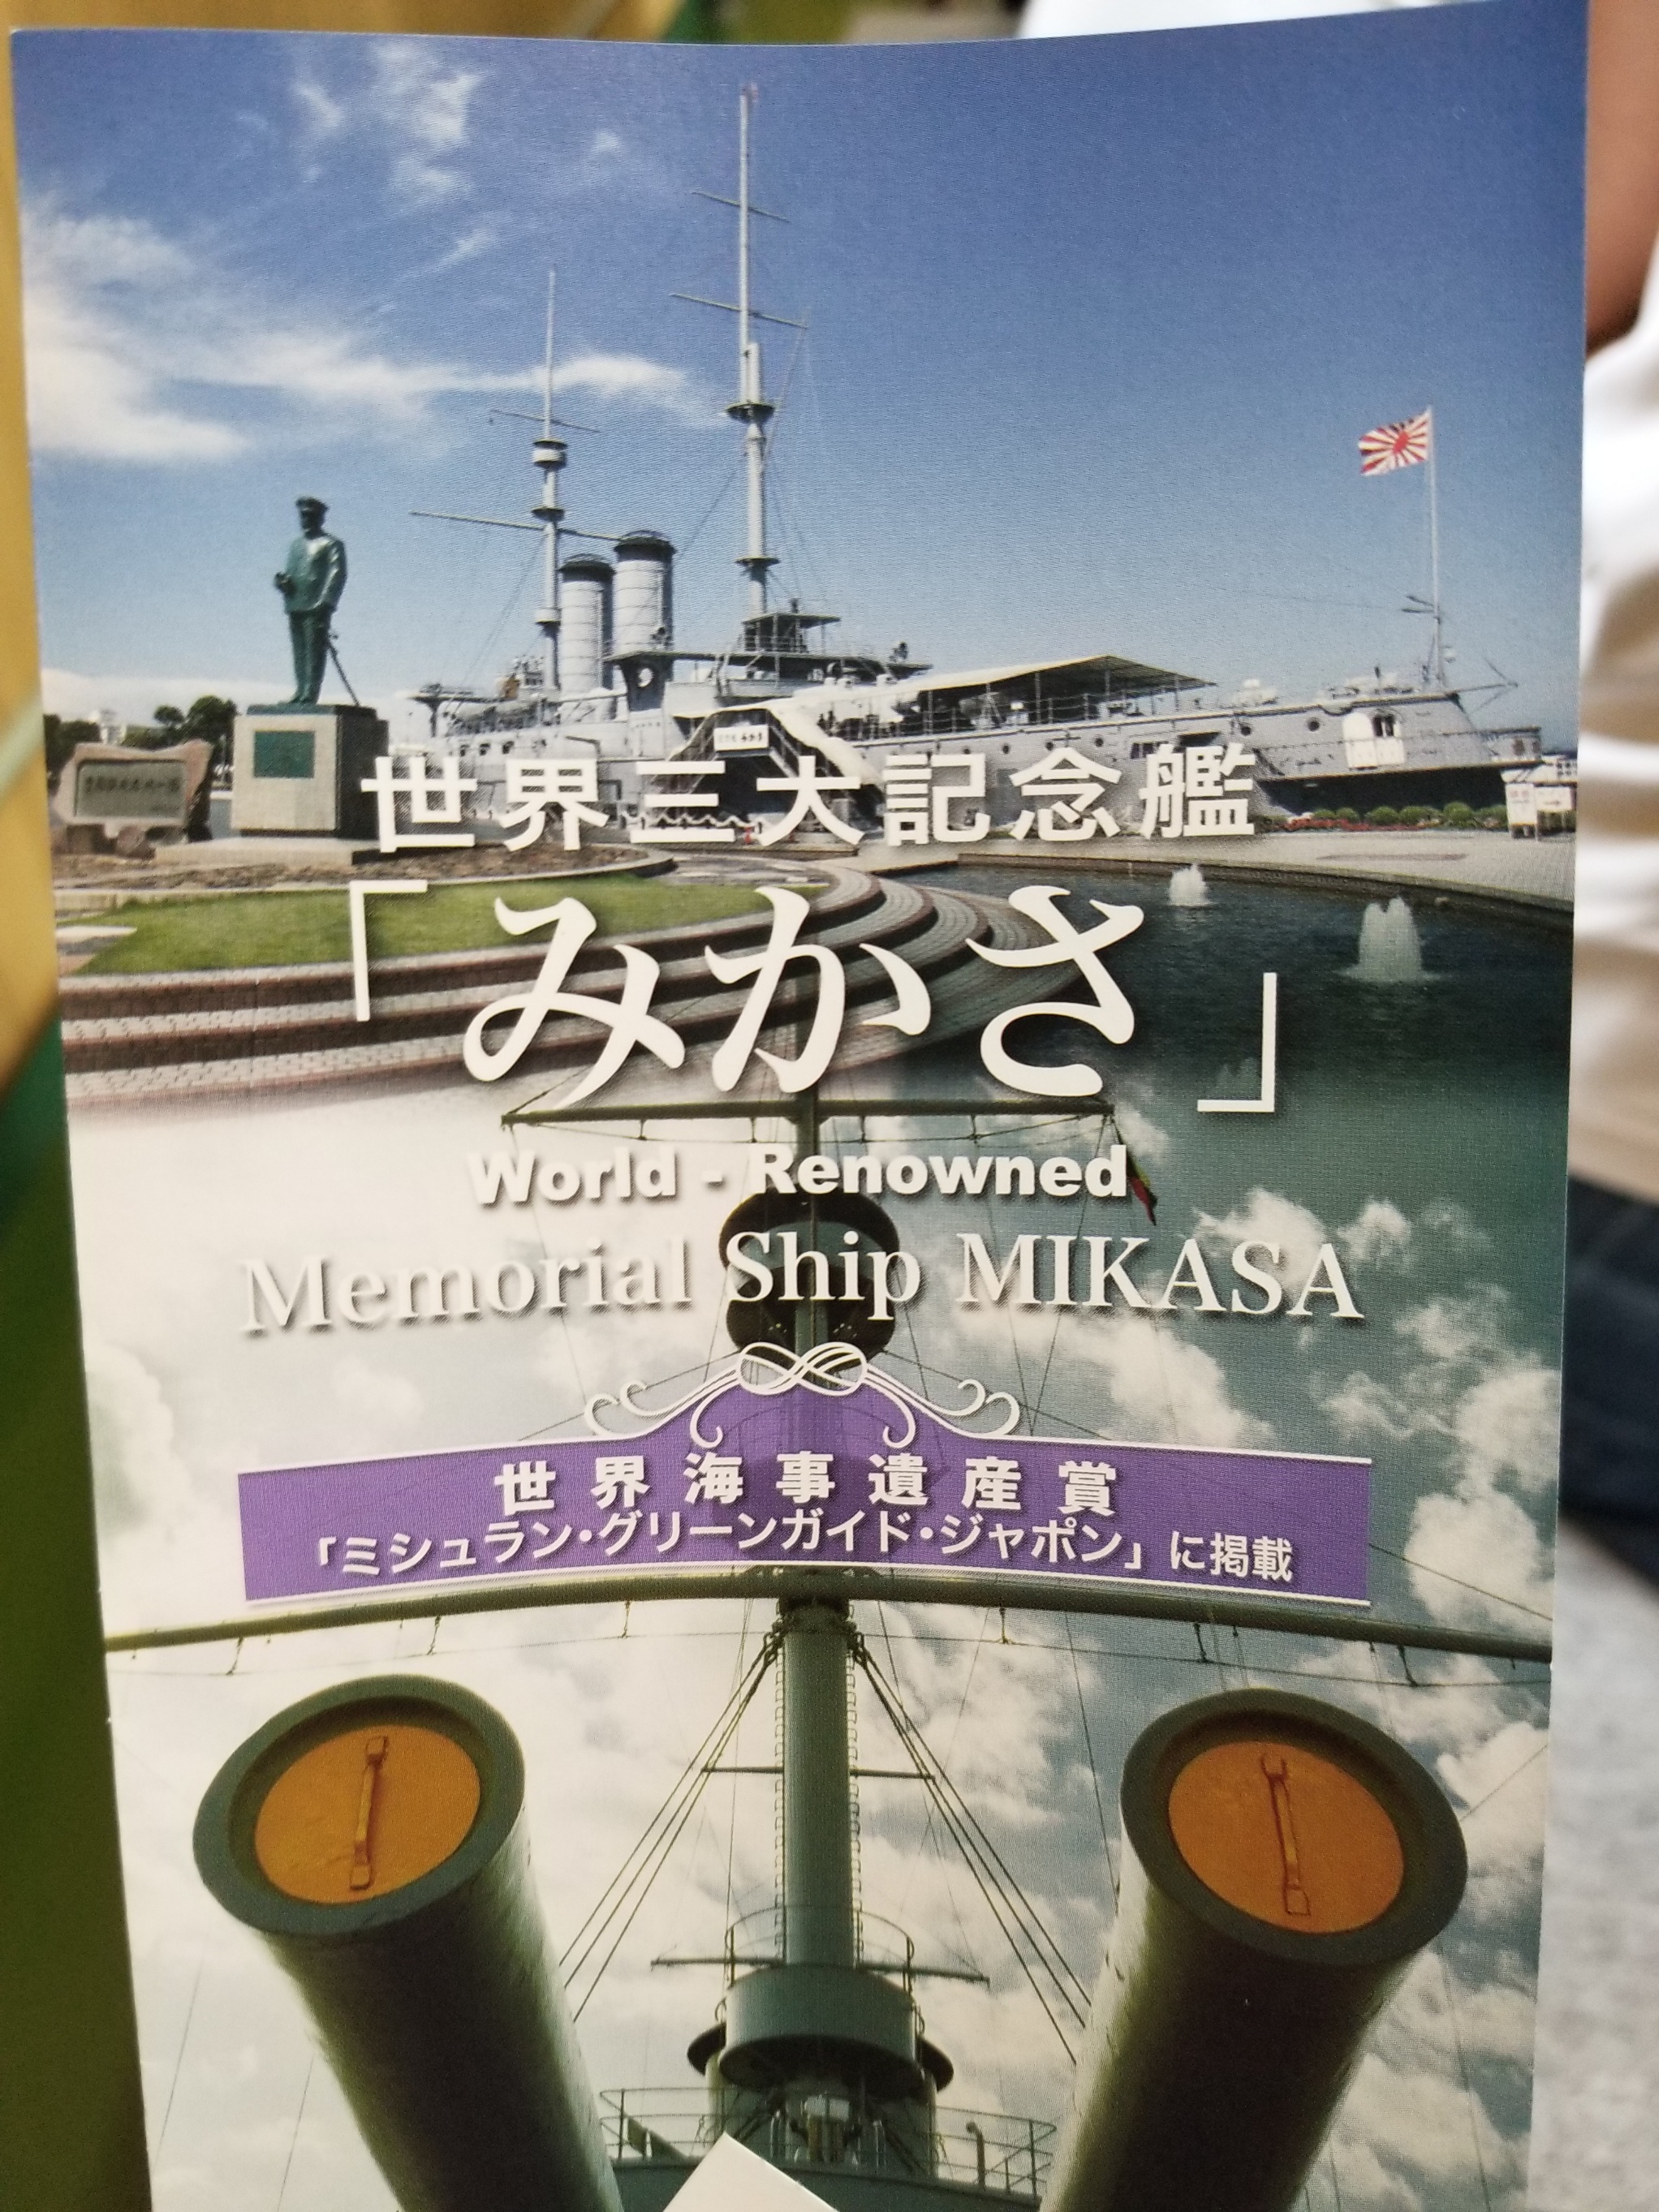 世界三大記念艦
「みかさ」
World - Renowned
Memorial Ship MIKASA
世界海事遺産賞
「ミシュラン・グリーンガイド・ジャポン」に掲載